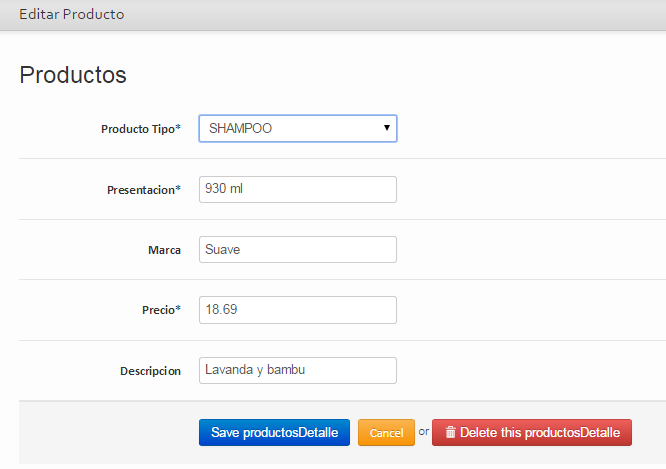 Editar Producto
Productos
Producto Tipo* SHAMPOO
Presentacion* 930 ml
Marca Suave
Precio* 18.69
Descripcion Lavanda y bambu
Save productosDetalle Cancel or Delete this productosDetalle